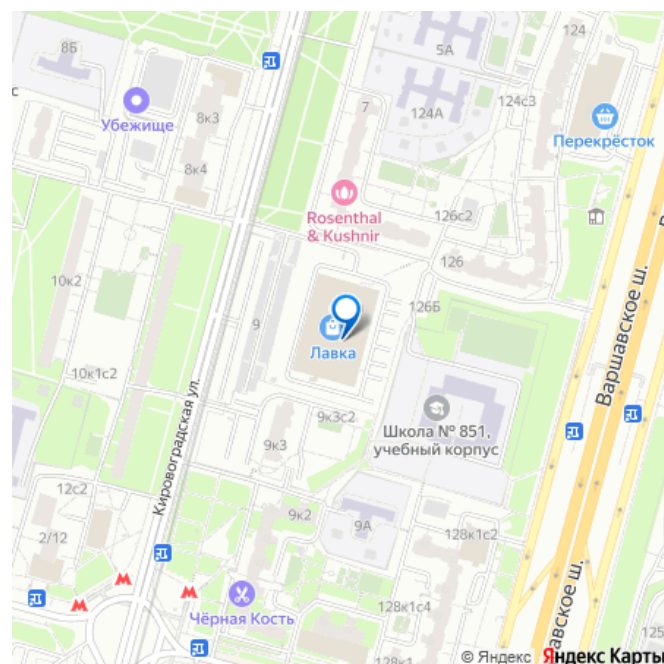 8Б
124
5А
124с3
с
Убежище
8к3
7
124А
Перекрёсток
8к4
Rosenthal
& Kushnir
126с2
126
10к2
126Б
9
Лавка
10к1с2
Варшавское ш.
Кировоградская ул.
9к3с2
9к3
Школа № 851,
учебный корпус
12с2
9к2
9А
128к1с2
2/12
128к1с4
Чёрная Кость
128к1
авское ш.
125
© Яндекс Яндекс Карты